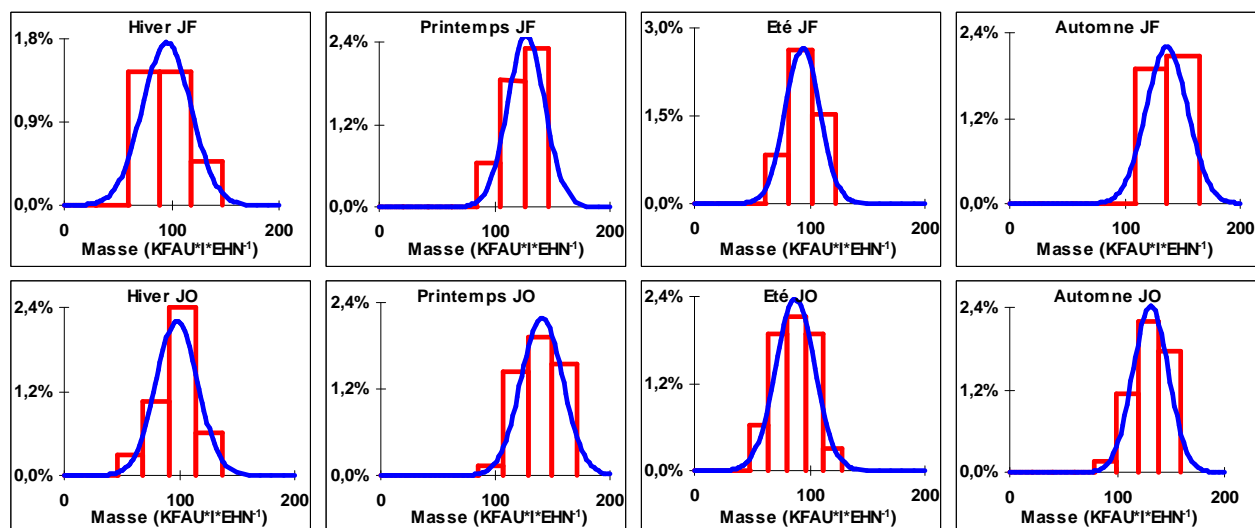 Hiver JF
1,8%
0,9%
0,0%
0 100 200
Masse (KFAU*l*EHN⁻¹)
Printemps JF
2,4%
1,2%
0,0%
0 100 200
Masse (KFAU*l*EHN⁻¹)
Eté JF
3,0%
1,5%
0,0%
0 100 200
Masse (KFAU*l*EHN⁻¹)
Automne JF
2,4%
1,2%
0,0%
0 100 200
Masse (KFAU*l*EHN⁻¹)
Hiver JO
2,4%
1,2%
0,0%
0 100 200
Masse (KFAU*l*EHN⁻¹)
Printemps JO
2,4%
1,2%
0,0%
0 100 200
Masse (KFAU*l*EHN⁻¹)
Eté JO
2,4%
1,2%
0,0%
0 100 200
Masse (KFAU*l*EHN⁻¹)
Automne JO
2,4%
1,2%
0,0%
0 100 200
Masse (KFAU*l*EHN⁻¹)